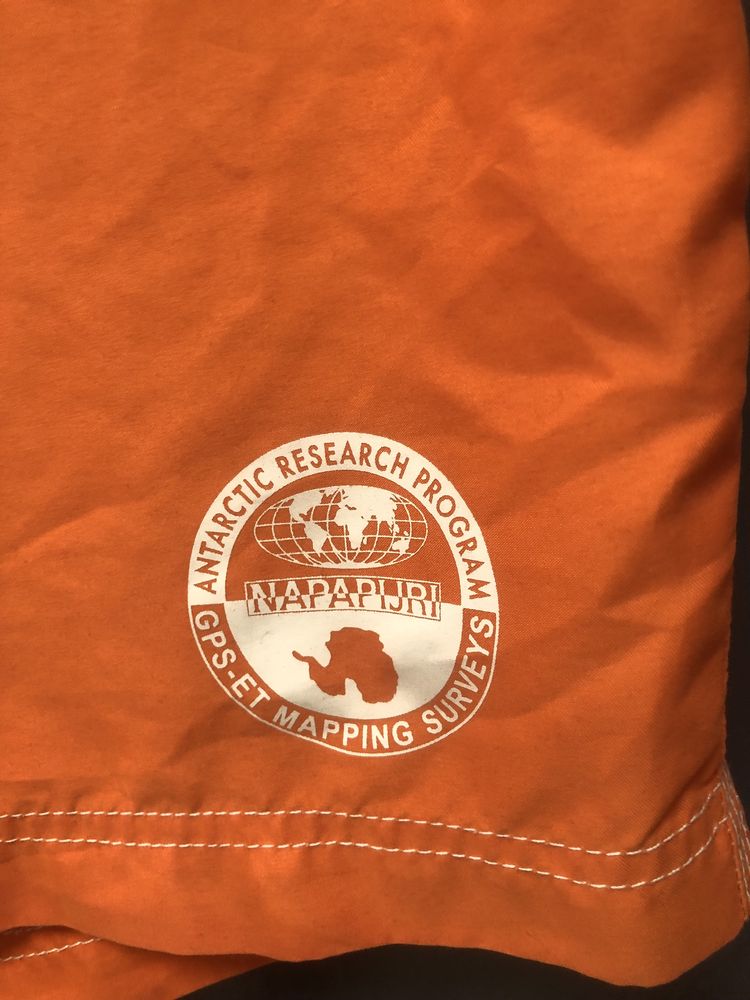 ANTARCTIC RESEARCH PROGRAM
NAPAPIJRI
GPS-ET MAPPING SURVEYS